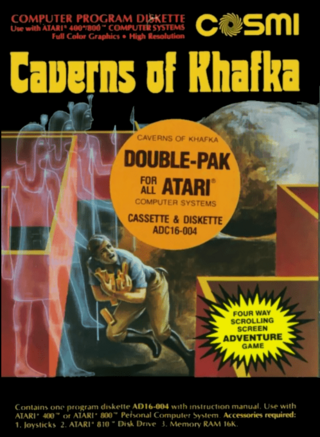 COMPUTER PROGRAM DISKETTE
Use with ATARI® 400™800™ COMPUTER SYSTEMS
Full Color Graphics • High Resolution
COSMI
Caverns of Khafka
CAVERNS OF KHAFKA
DOUBLE-PAK
FOR
ALL ATARI®
COMPUTER SYSTEMS
CASSETTE & DISKETTE
ADC16-004
FOUR WAY
SCROLLING
SCREEN
ADVENTURE
GAME
Contains one program diskette AD16-004 with instruction manual. Use with
ATARI® 400™ or ATARI® 800™ Personal Computer System Accessories required:
1. Joysticks 2. ATARI® 810™ Disk Drive 3. Memory RAM 16K.